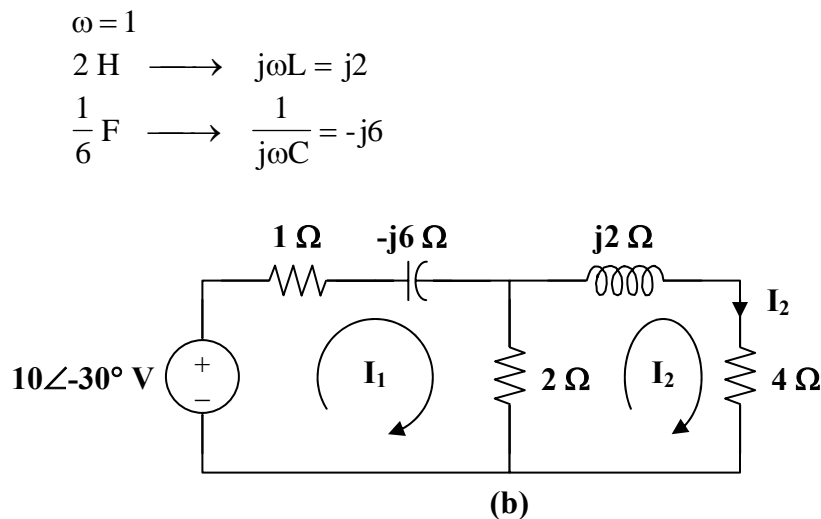 ω = 1
2 H ⟶ jωL = j2
1/6 F ⟶ 1/jωC = -j6
1 Ω -j6 Ω j2 Ω
I₂
10∠-30° V + − I₁ 2 Ω I₂ 4 Ω
(b)